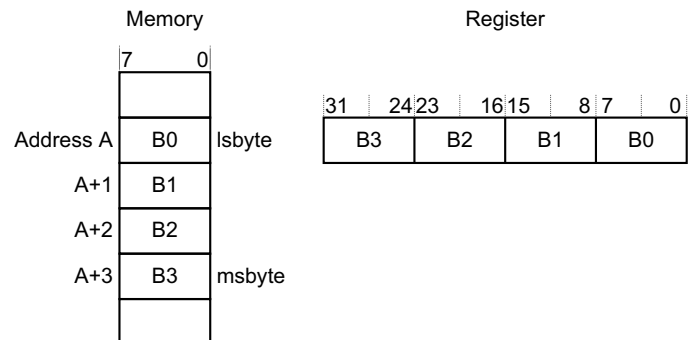 Memory Register
7 0
31 24 23 16 15 8 7 0
Address A B0 lsbyte B3 B2 B1 B0
A+1 B1
A+2 B2
A+3 B3 msbyte